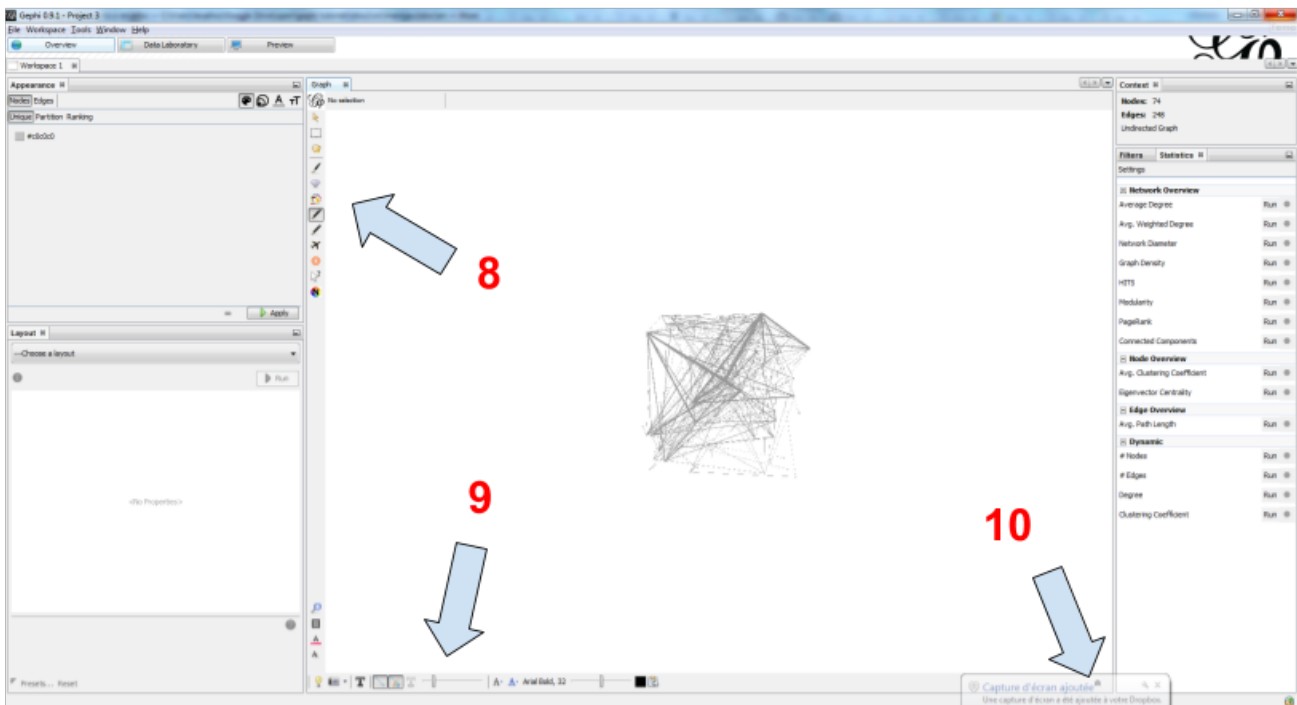 Gephi 0.9.1 - Project 3
File Workspace Tools Window Help
Overview Data Laboratory Preview
Workspace 1
Appearance
Nodes Edges
Unique Partition Ranking
#c0c0c0
Apply
Layout
---Choose a layout
Run
<No Properties>
Presets... Reset
Graph
No selection
8
9
10
A- A- Arial Bold, 32
Context
Nodes: 74
Edges: 248
Undirected Graph
Filters Statistics
Settings
Network Overview
Average Degree Run
Avg. Weighted Degree Run
Network Diameter Run
Graph Density Run
HITS Run
Modularity Run
PageRank Run
Connected Components Run
Node Overview
Avg. Clustering Coefficient Run
Eigenvector Centrality Run
Edge Overview
Avg. Path Length Run
Dynamic
# Nodes Run
# Edges Run
Degree Run
Clustering Coefficient Run
Capture d'écran ajoutée
Une capture d'écran a été ajoutée à votre Dropbox.